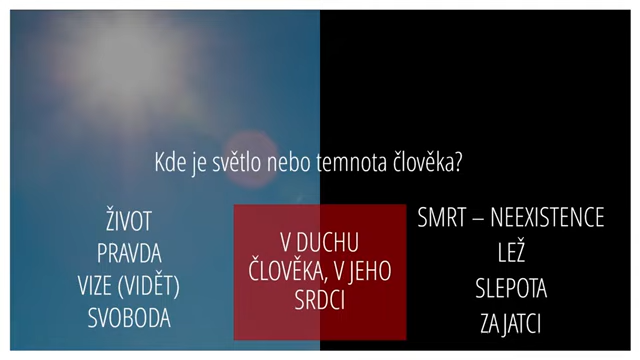 Kde je světlo nebo temnota člověka?
ŽIVOT
PRAVDA
VIZE (VIDĚT)
SVOBODA
V DUCHU
ČLOVĚKA, V JEHO
SRDCI
SMRT – NEEXISTENCE
LEŽ
SLEPOTA
ZAJATCI